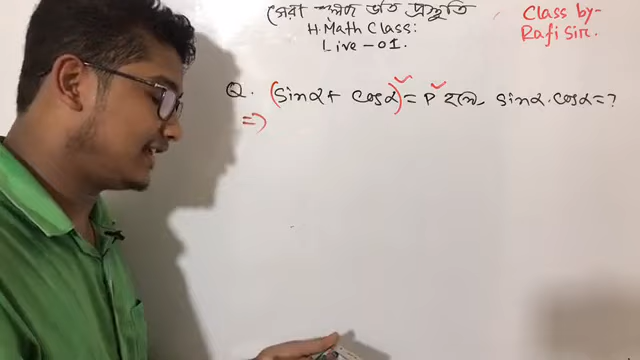 সেরা স্কুল ভর্তি প্রস্তুতি
H.Math Class:
Live-01.
Class by-
Rafi Sir.
Q. (sinα + cosα) = P হলে, sinα.cosα = ?
=>